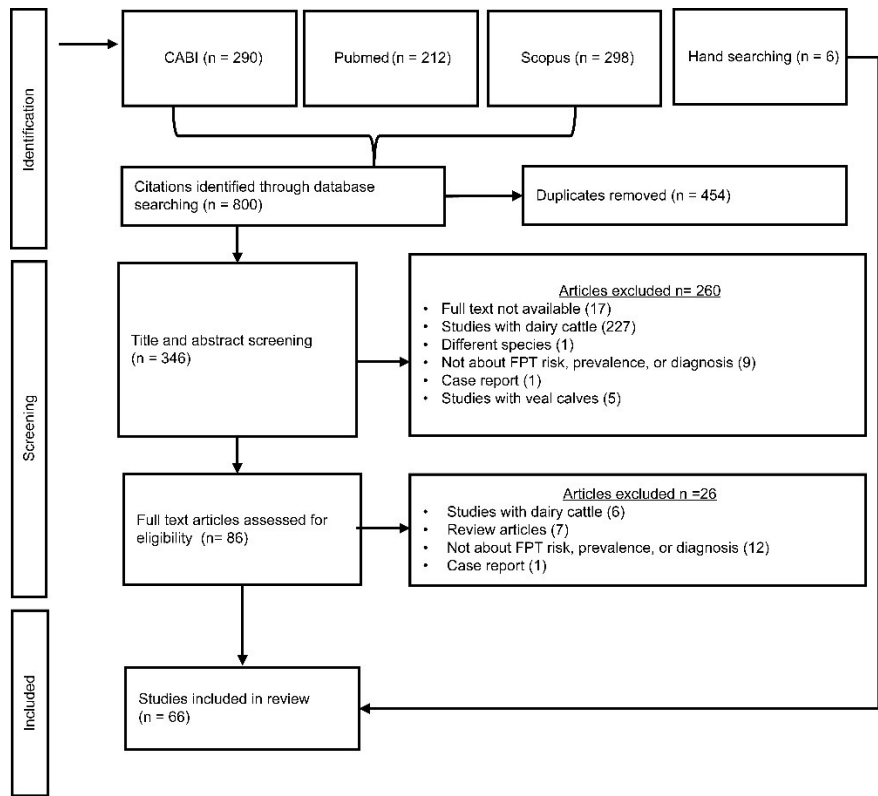 Identification
CABI (n = 290)
Pubmed (n = 212)
Scopus (n = 298)
Hand searching (n = 6)
Citations identified through database
searching (n = 800)
Duplicates removed (n = 454)
Screening
Title and abstract screening
(n = 346)
Articles excluded n= 260
• Full text not available (17)
• Studies with dairy cattle (227)
• Different species (1)
• Not about FPT risk, prevalence, or diagnosis (9)
• Case report (1)
• Studies with veal calves (5)
Full text articles assessed for
eligibility (n= 86)
Articles excluded n =26
• Studies with dairy cattle (6)
• Review articles (7)
• Not about FPT risk, prevalence, or diagnosis (12)
• Case report (1)
Included
Studies included in review
(n = 66)